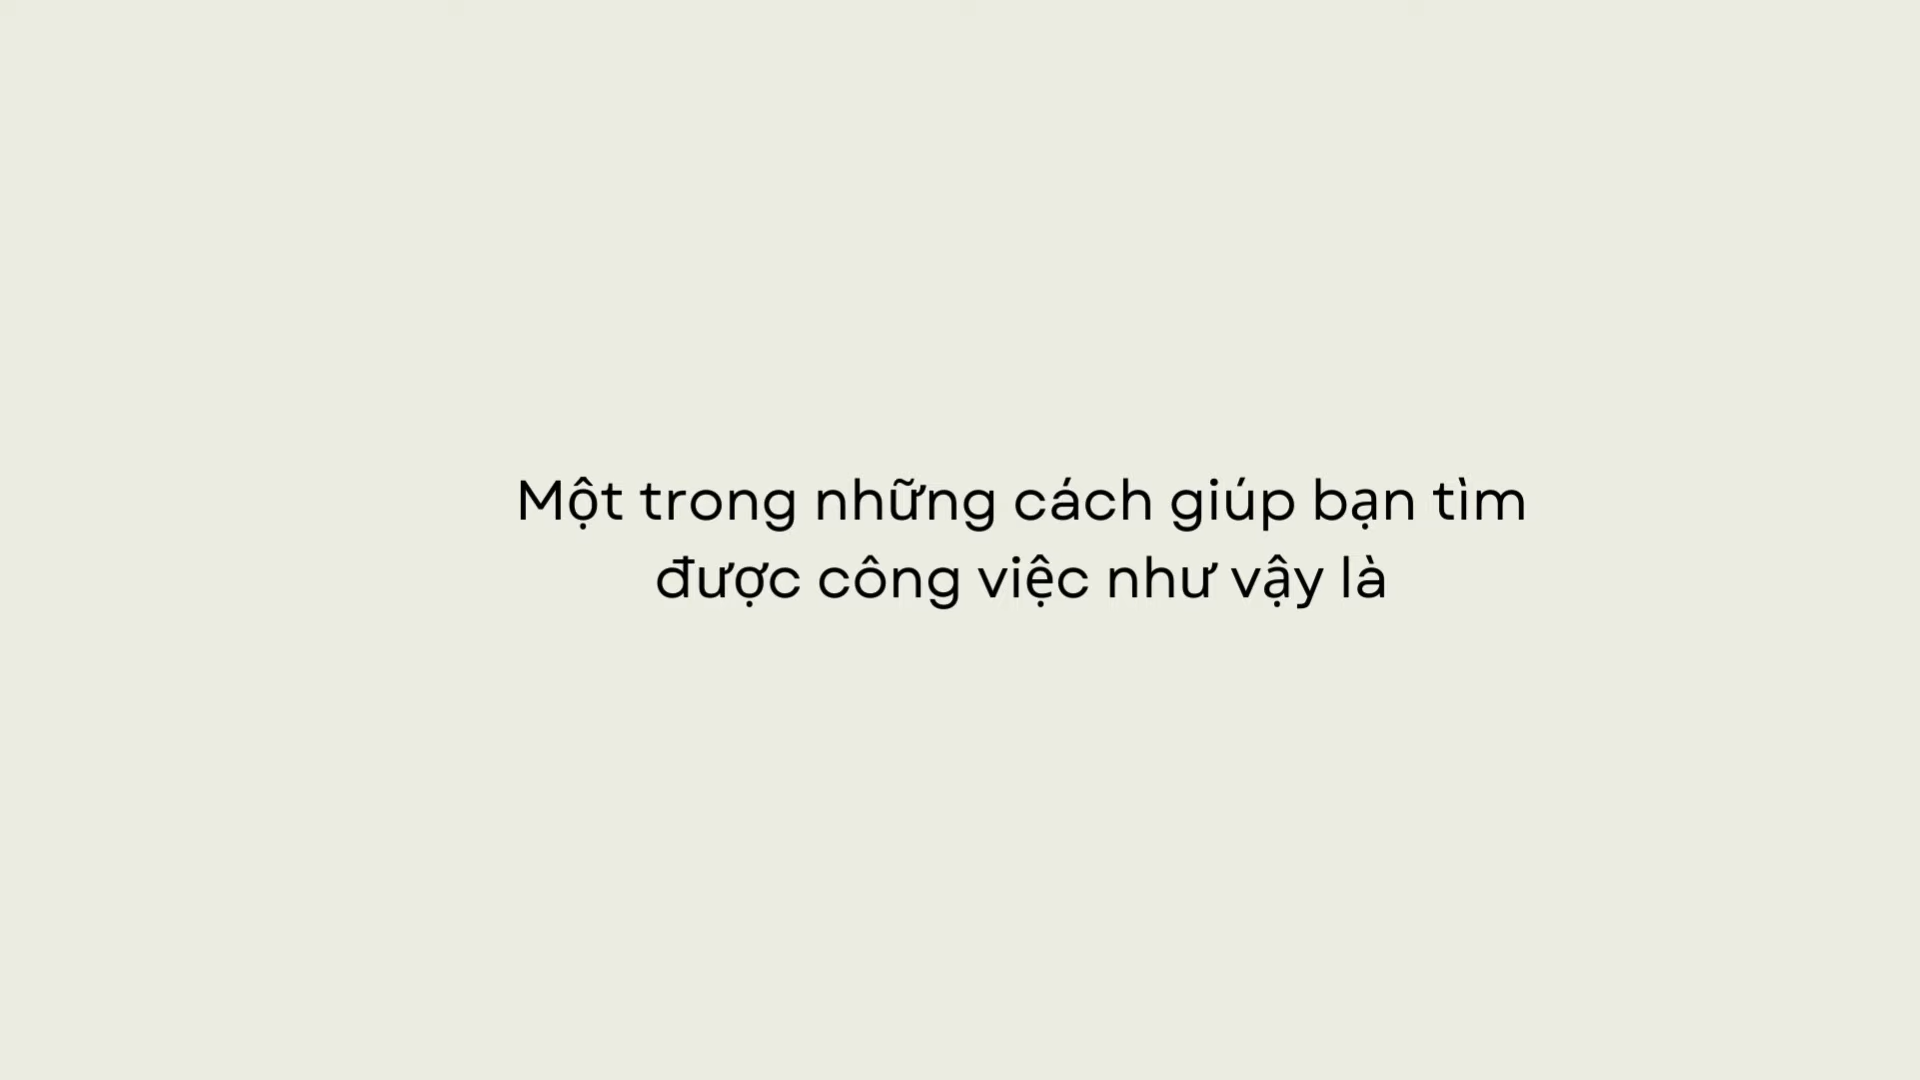 Một trong những cách giúp bạn tìm
được công việc như vậy là